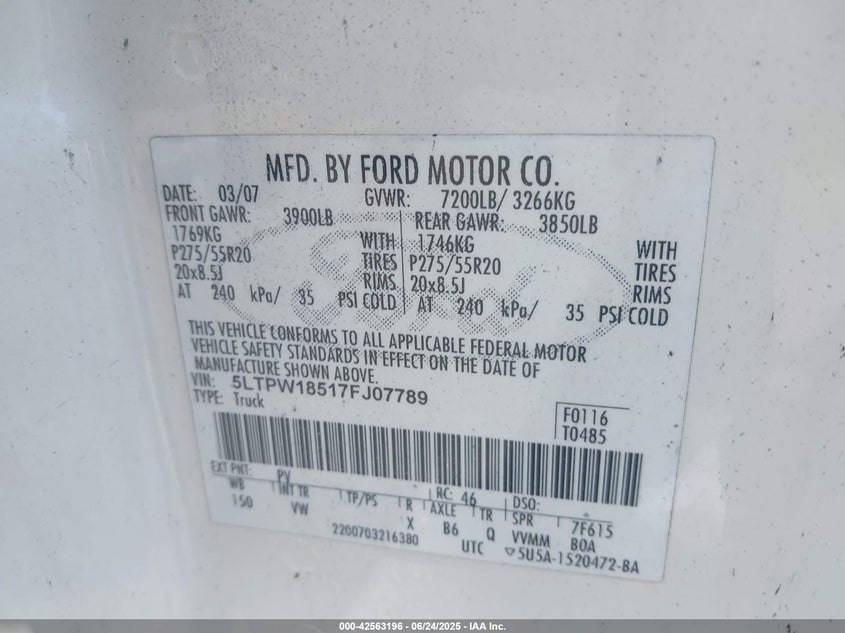 MFD. BY FORD MOTOR CO.
DATE: 03/07 GVWR: 7200LB/ 3266KG
FRONT GAWR: 3900LB REAR GAWR: 3850LB
1769KG WITH 1746KG WITH
P275/55R20 TIRES P275/55R20 TIRES
20x8.5J RIMS 20x8.5J RIMS
AT 240 kPa/ 35 PSI COLD AT 240 kPa/ 35 PSI COLD
THIS VEHICLE CONFORMS TO ALL APPLICABLE FEDERAL MOTOR
VEHICLE SAFETY STANDARDS IN EFFECT ON THE DATE OF
MANUFACTURE SHOWN ABOVE.
VIN: 5LTPW18517FJ07789
TYPE: Truck
F0116
T0485
EXT PNT: PV RC: 46 DSO:
WB INT TR TP/PS R AXLE TR SPR 7F615
150 VW X B6 Q VVMM BOA
2200703216380 UTC ▽5U5A-1520472-BA
000-42563196 - 06/24/2025 - IAA Inc.